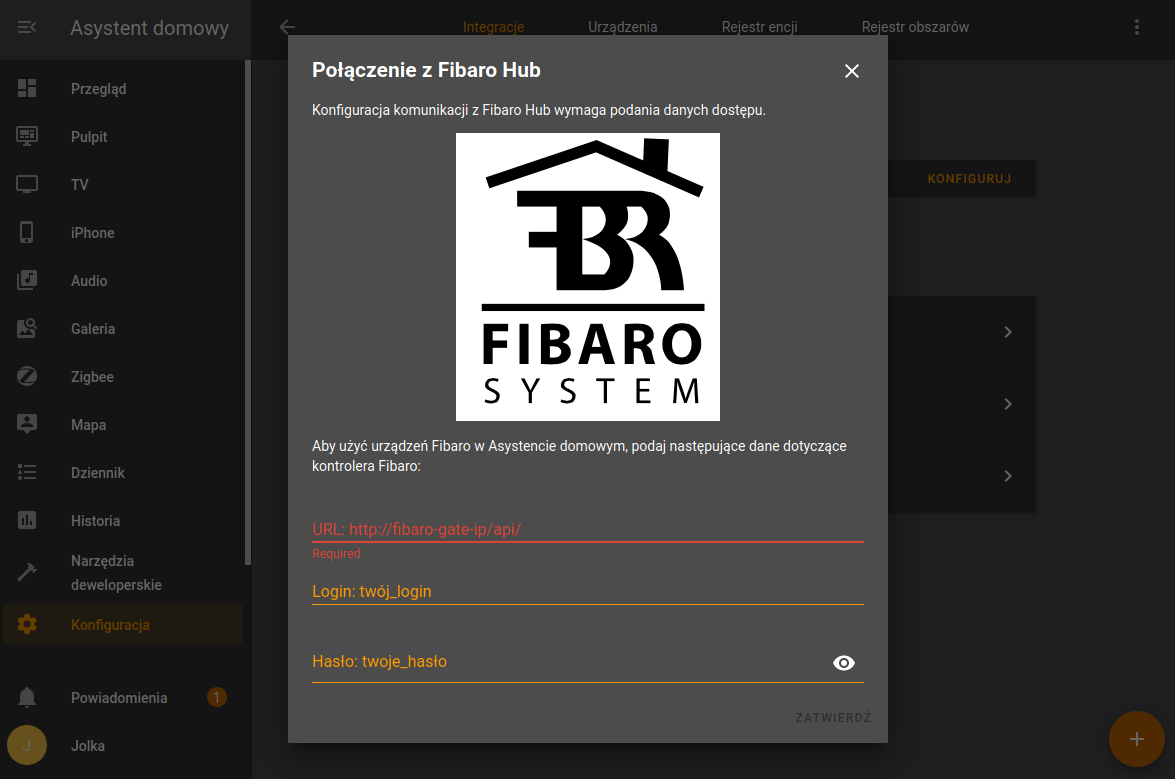 Asystent domowy
Integracje
Urządzenia
Rejestr encji
Rejestr obszarów
Przegląd
Pulpit
TV
iPhone
Audio
Galeria
Zigbee
Mapa
Dziennik
Historia
Narzędzia
deweloperskie
Konfiguracja
Powiadomienia
1
J
Jolka
KONFIGURUJ
Połączenie z Fibaro Hub
Konfiguracja komunikacji z Fibaro Hub wymaga podania danych dostępu.
FBR
FIBARO
SYSTEM
Aby użyć urządzeń Fibaro w Asystencie domowym, podaj następujące dane dotyczące
kontrolera Fibaro:
URL: http://fibaro-gate-ip/api/
Required
Login: twój_login
Hasło: twoje_hasło
ZATWIERDŹ